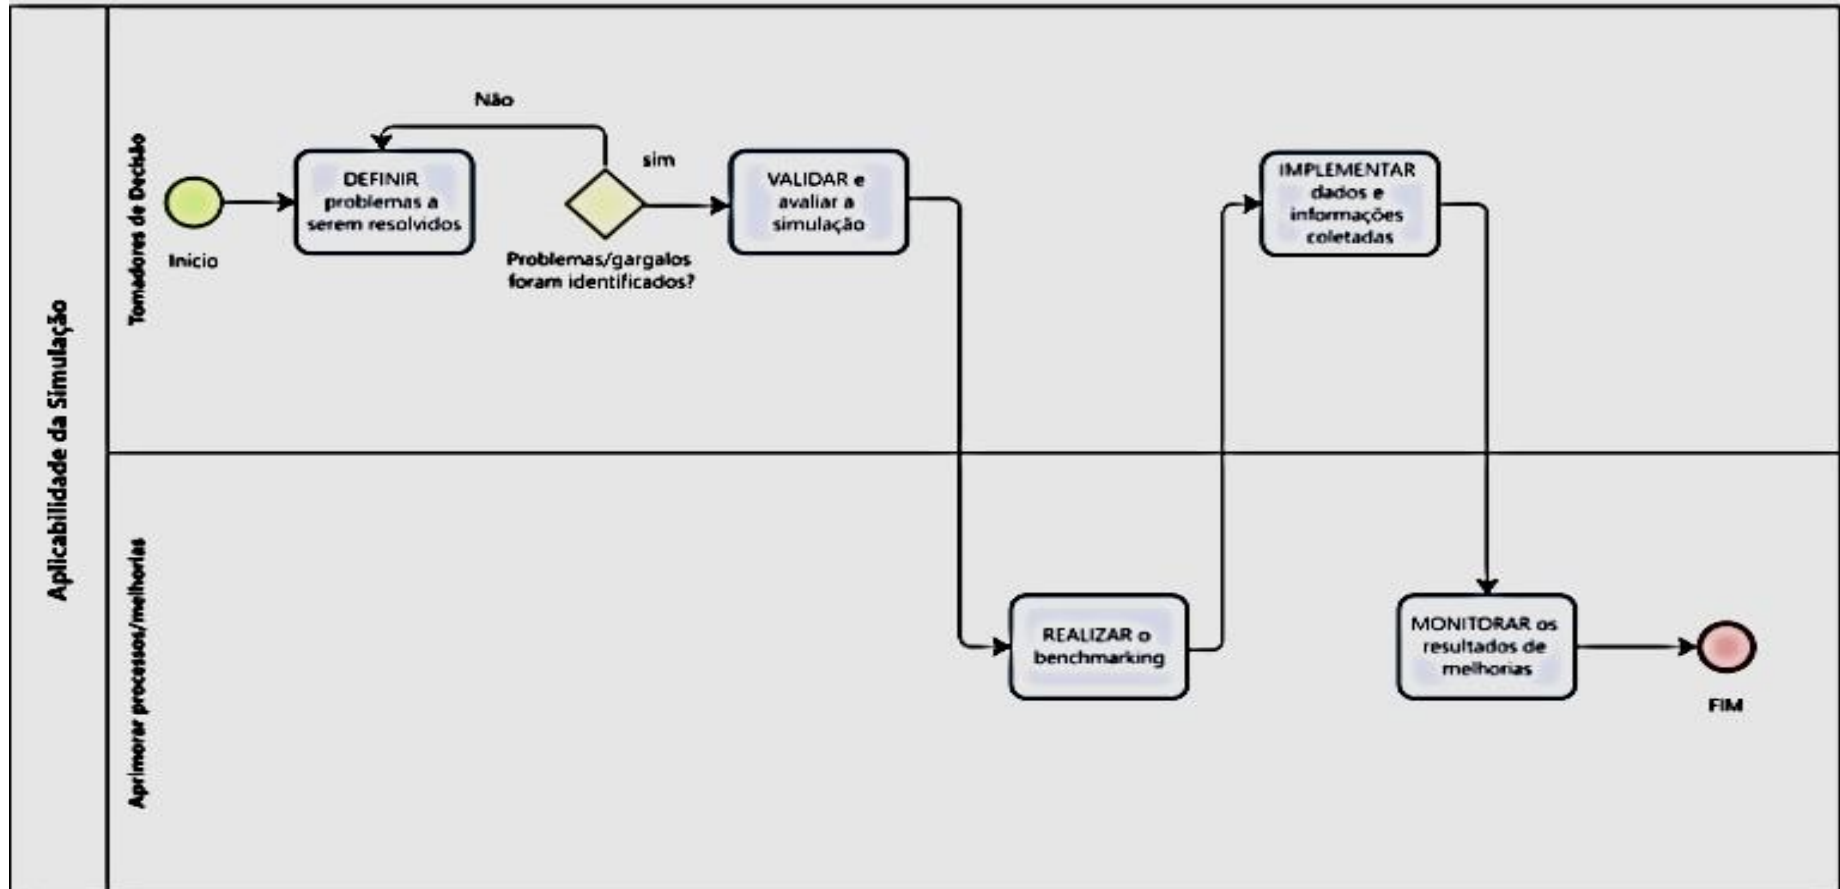 Aplicabilidade da Simulação
Tomadores de Decisão
Início
DEFINIR
problemas a
serem resolvidos
Não
Problemas/gargalos
foram identificados?
sim
VALIDAR e
avaliar a
simulação
IMPLEMENTAR
dados e
informações
coletadas
Aprimorar processos/melhorias
REALIZAR o
benchmarking
MONITORAR os
resultados de
melhorias
FIM